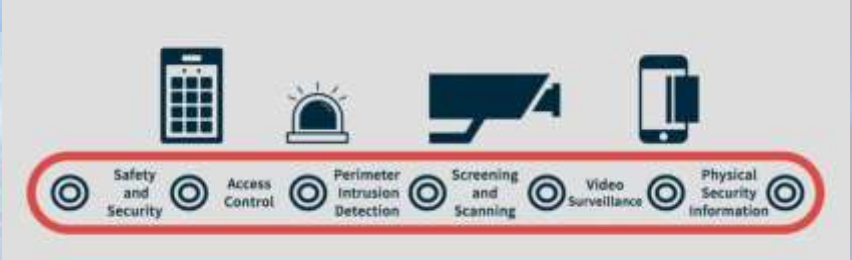 Safety
and
Security
Access
Control
Perimeter
Intrusion
Detection
Screening
and
Scanning
Video
Surveillance
Physical
Security
Information